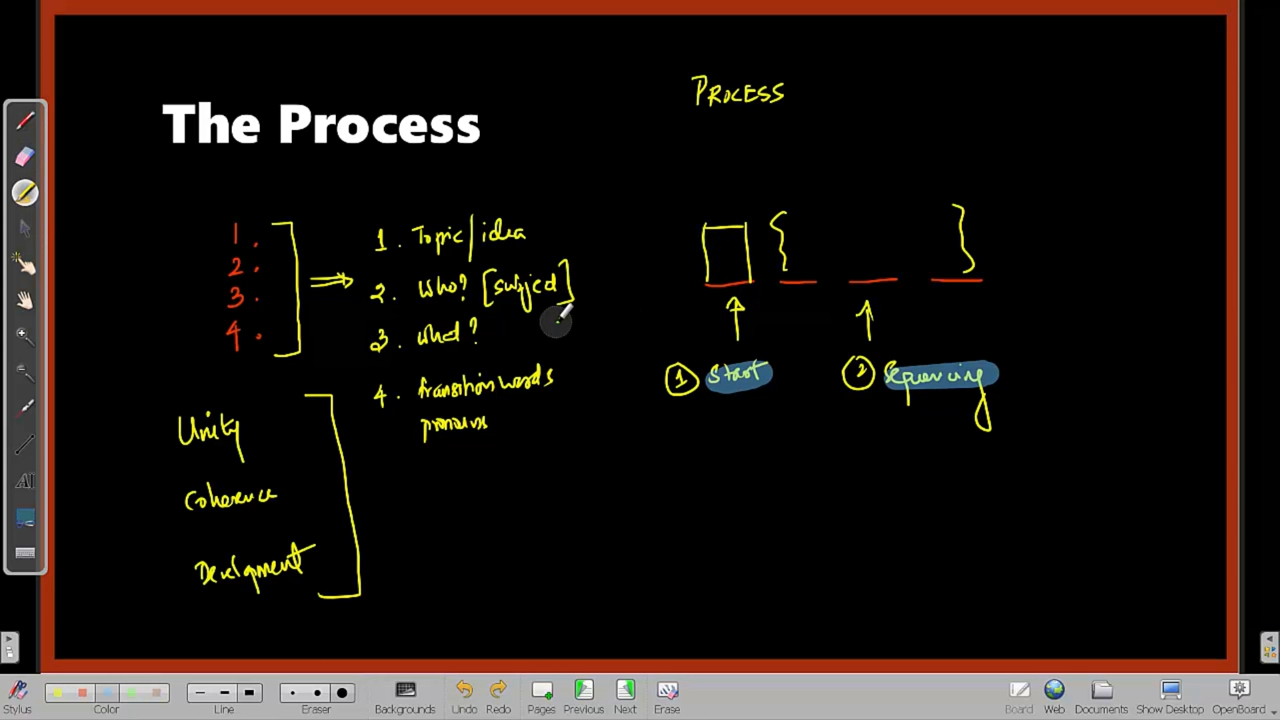 PROCESS
The Process
1.
2.
3.
4.
1. Topic/idea
2. Who? [subject]
3. What?
4. transition words
pronouns
① Start
② Sequencing
Unity
Coherence
Development
Stylus
Color
Line
Eraser
Backgrounds
Undo
Redo
Pages
Previous
Next
Erase
Board
Web
Documents
Show Desktop
OpenBoard